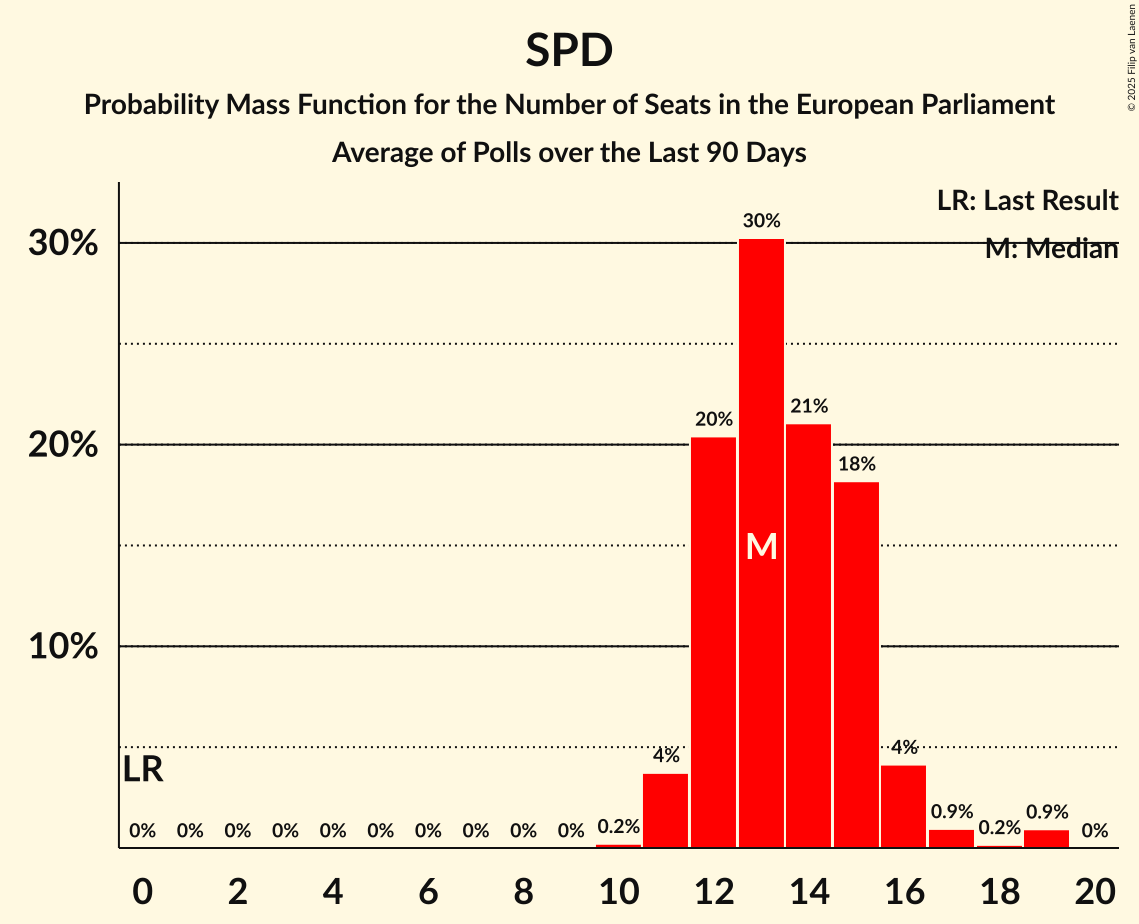 SPD
Probability Mass Function for the Number of Seats in the European Parliament
Average of Polls over the Last 90 Days
© 2025 Filip van Laenen
LR: Last Result
M: Median
30%
20%
10%
30%
21%
20%
18%
M
4%
4%
LR
0% 0% 0% 0% 0% 0% 0% 0% 0% 0% 0.2% 0.9% 0.2% 0.9% 0%
0 2 4 6 8 10 12 14 16 18 20